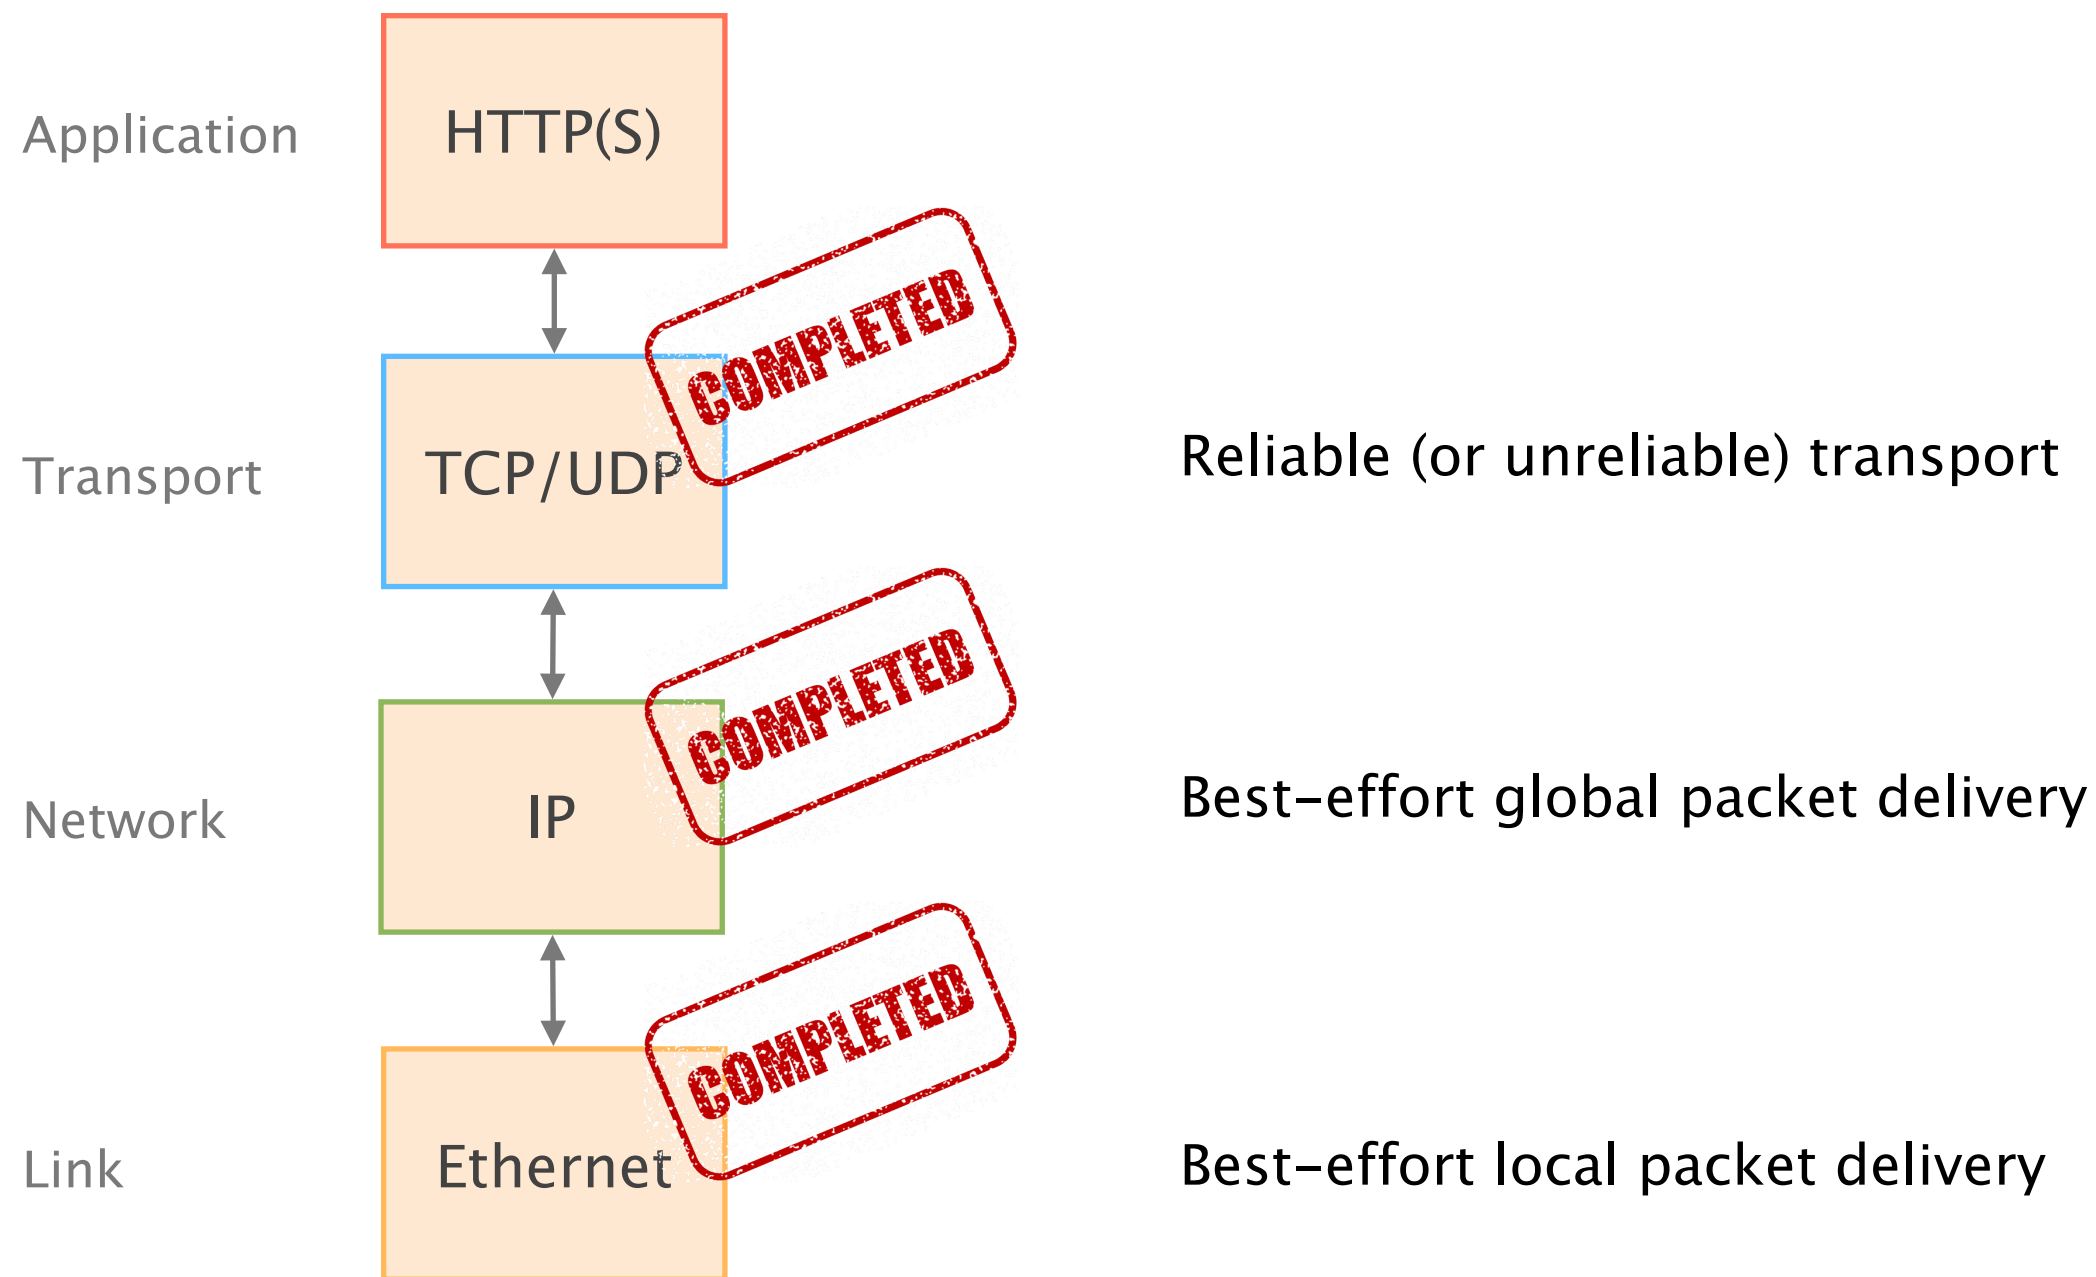 Application
HTTP(S)
COMPLETED
Transport
TCP/UDP
Reliable (or unreliable) transport
COMPLETED
Network
IP
Best-effort global packet delivery
COMPLETED
Link
Ethernet
Best-effort local packet delivery